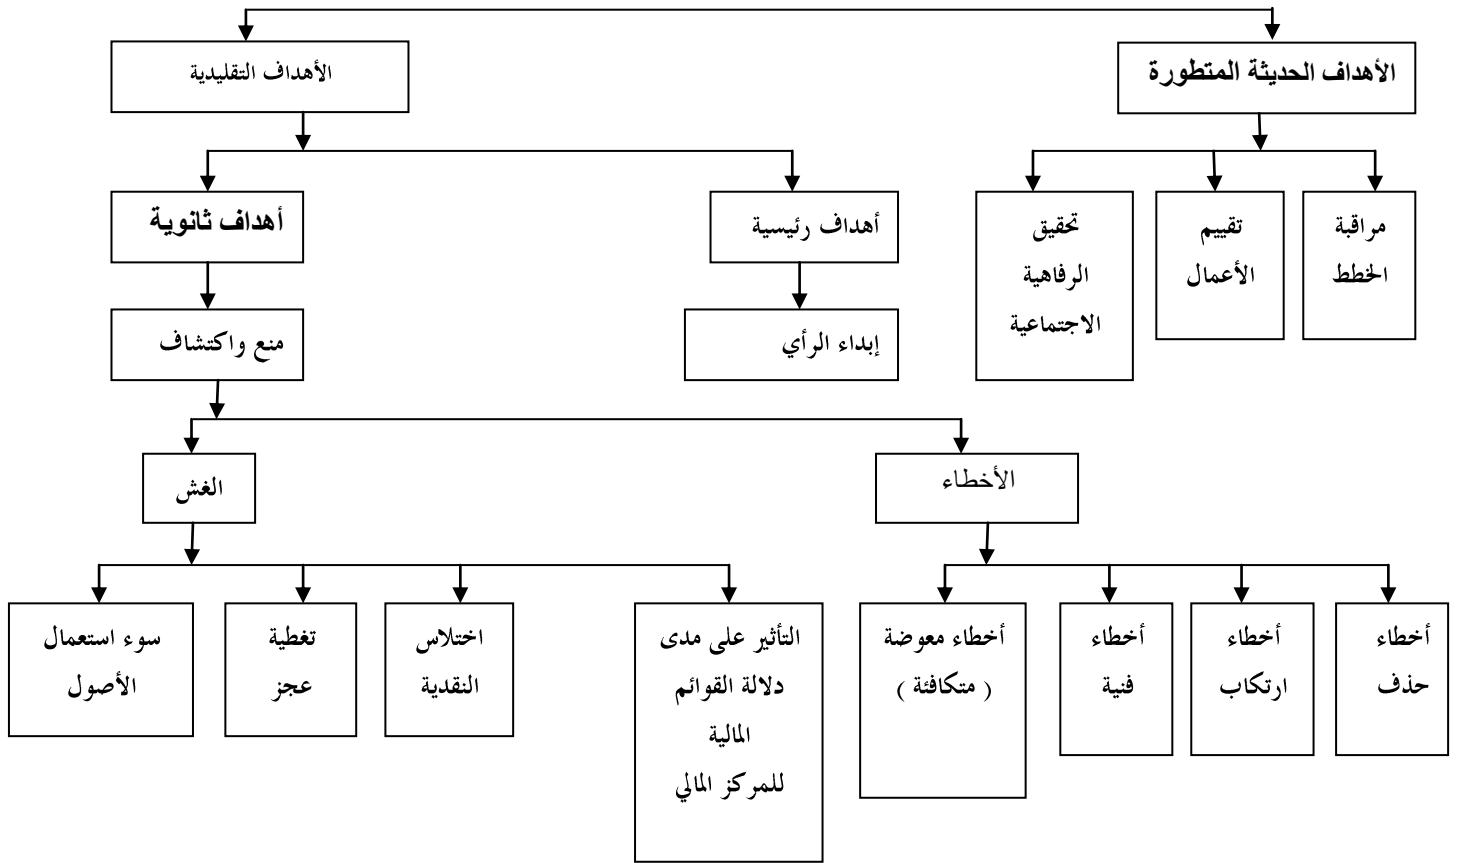 الأهداف الحديثة المتطورة
الأهداف التقليدية
مراقبة
الخطط
تقييم
الأعمال
تحقيق
الرفاهية
الاجتماعية
أهداف رئيسية
أهداف ثانوية
إبداء الرأي
منع واكتشاف
الأخطاء
الغش
أخطاء
حذف
أخطاء
ارتكاب
أخطاء
فنية
أخطاء معوضة
( متكافئة )
التأثير على مدى
دلالة القوائم
المالية
للمركز المالي
اختلاس
النقدية
تغطية
عجز
سوء استعمال
الأصول